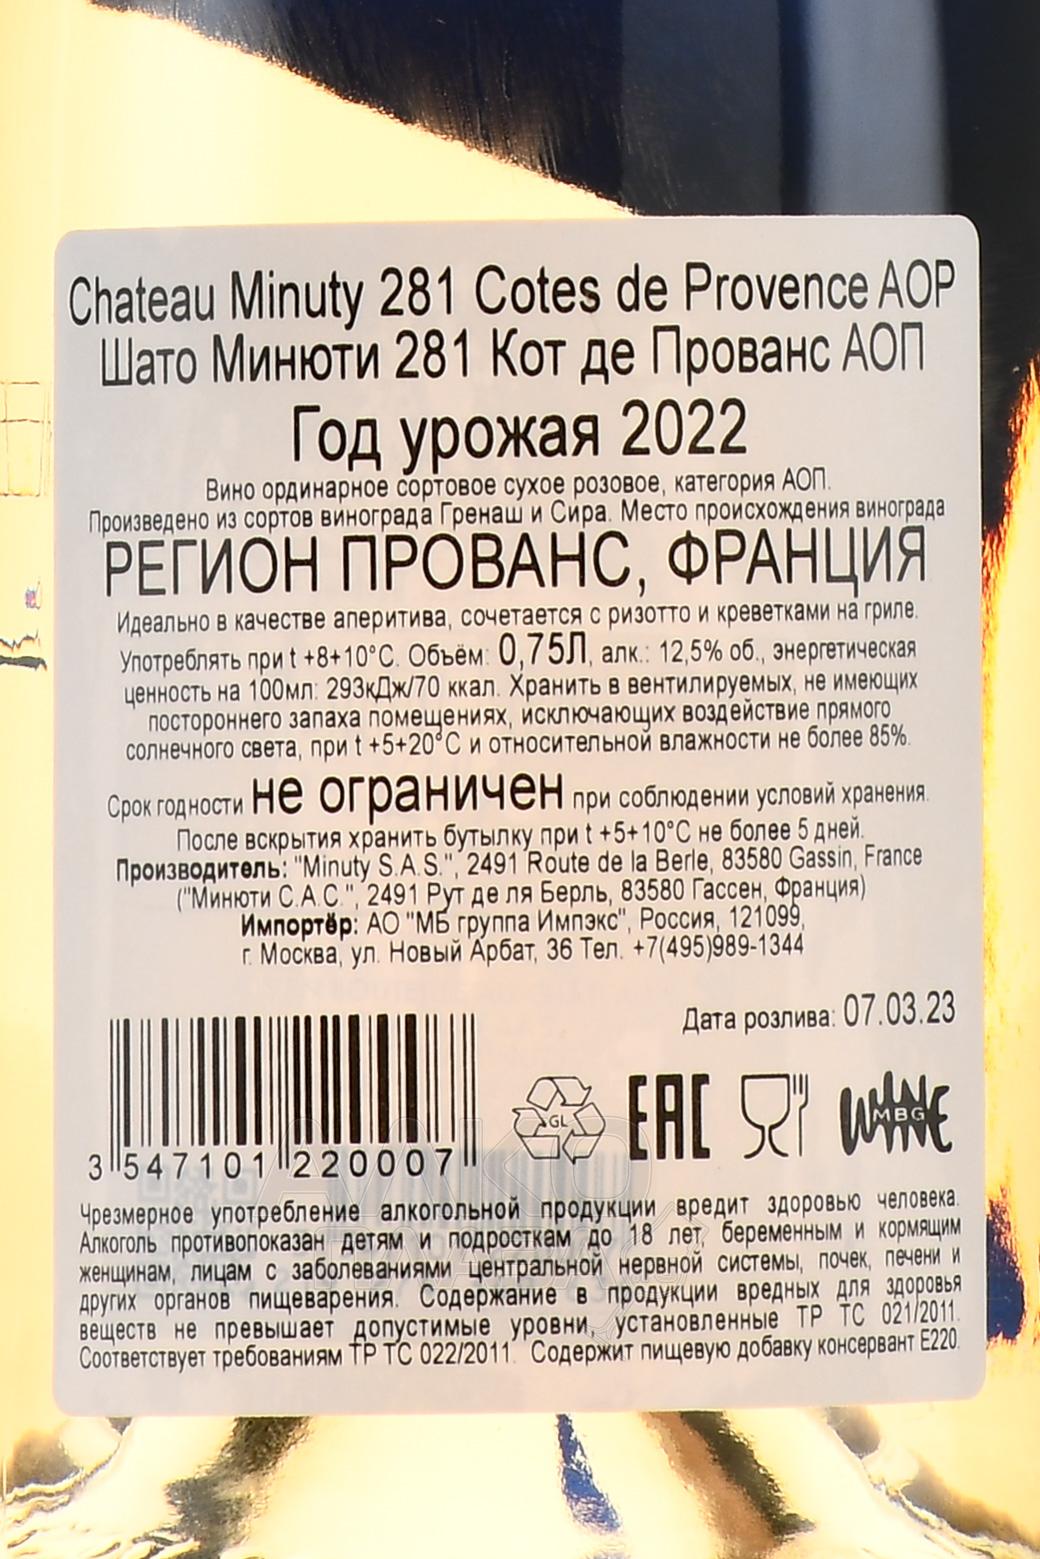 Chateau Minuty 281 Cotes de Provence AOP
Шато Минюти 281 Кот де Прованс АОП
Год урожая 2022
Вино ординарное сортовое сухое розовое, категория АОП.
Произведено из сортов винограда Гренаш и Сира. Место происхождения винограда
РЕГИОН ПРОВАНС, ФРАНЦИЯ
Идеально в качестве аперитива, сочетается с ризотто и креветками на гриле.
Употреблять при t +8+10°С. Объём: 0,75Л, алк.: 12,5% об., энергетическая
ценность на 100мл: 293кДж/70 ккал. Хранить в вентилируемых, не имеющих
постороннего запаха помещениях, исключающих воздействие прямого
солнечного света, при t +5+20°С и относительной влажности не более 85%.
Срок годности не ограничен при соблюдении условий хранения.
После вскрытия хранить бутылку при t +5+10°С не более 5 дней.
Производитель: "Minuty S.A.S.", 2491 Route de la Berle, 83580 Gassin, France
("Минюти С.А.С.", 2491 Рут де ля Берль, 83580 Гассен, Франция)
Импортёр: АО "МБ группа Импэкс", Россия, 121099,
г. Москва, ул. Новый Арбат, 36 Тел. +7(495)989-1344
Дата розлива: 07.03.23
3 547101 220007
GL
EAC
WINE
MBG
Чрезмерное употребление алкогольной продукции вредит здоровью человека.
Алкоголь противопоказан детям и подросткам до 18 лет, беременным и кормящим
женщинам, лицам с заболеваниями центральной нервной системы, почек, печени и
других органов пищеварения. Содержание в продукции вредных для здоровья
веществ не превышает допустимые уровни, установленные ТР ТС 021/2011.
Соответствует требованиям ТР ТС 022/2011. Содержит пищевую добавку консервант Е220.